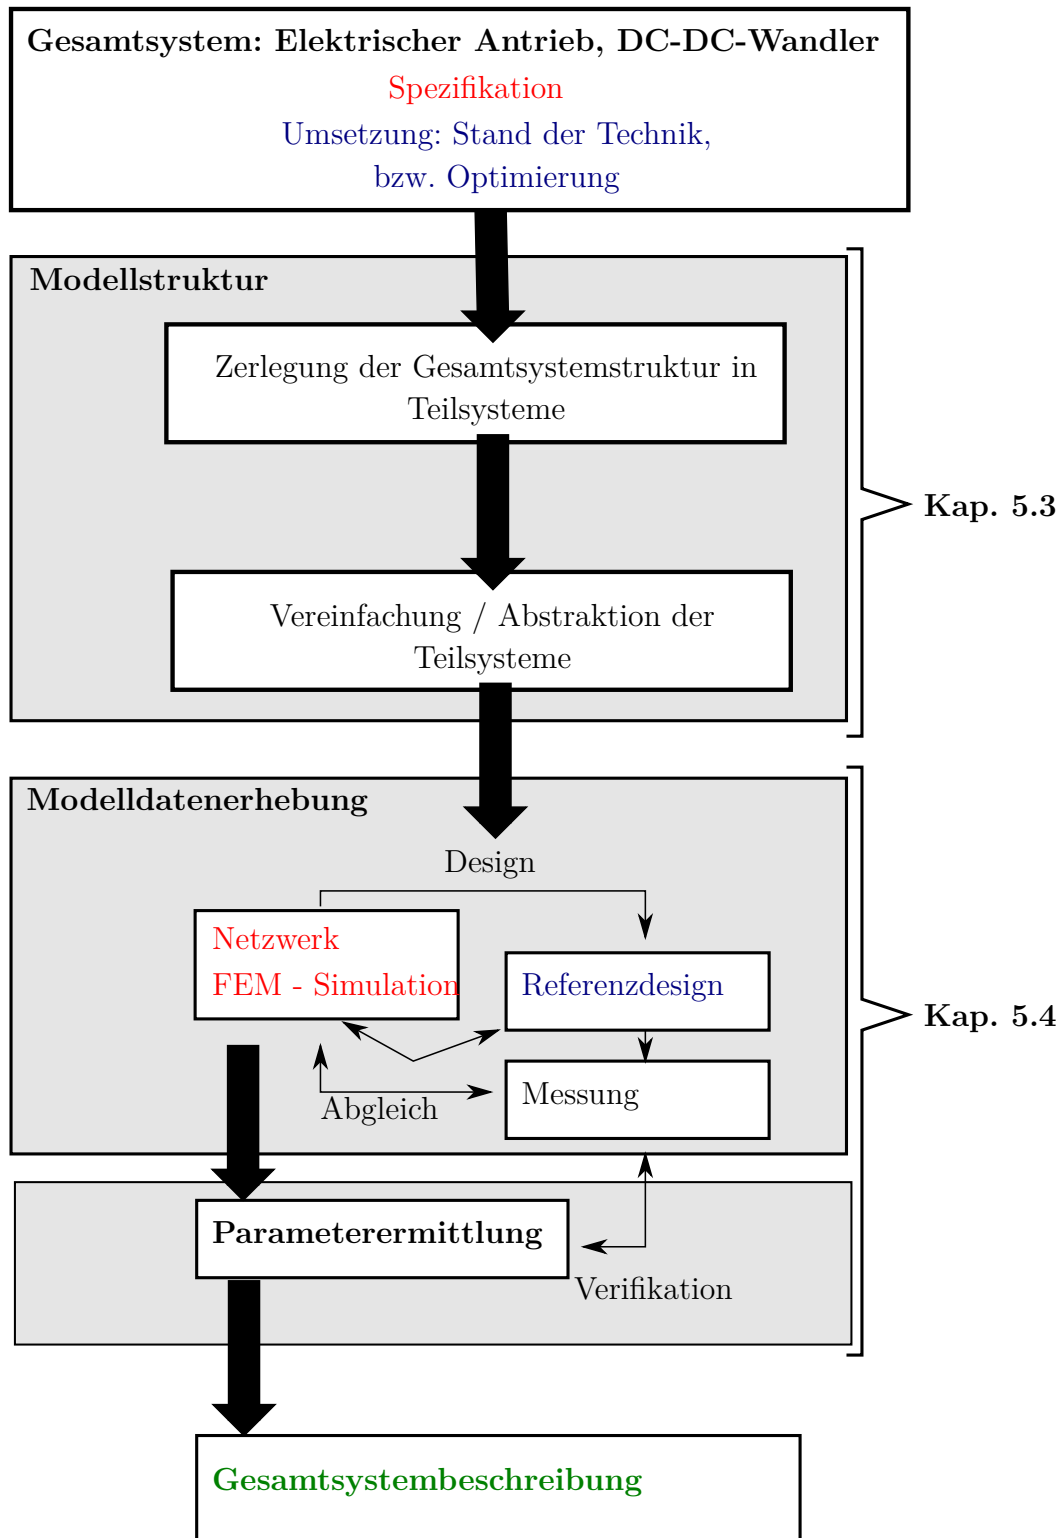 Gesamtsystem: Elektrischer Antrieb, DC-DC-Wandler
Spezifikation
Umsetzung: Stand der Technik,
bzw. Optimierung
Modellstruktur
Zerlegung der Gesamtsystemstruktur in
Teilsysteme
Kap. 5.3
Vereinfachung / Abstraktion der
Teilsysteme
Modelldatenerhebung
Design
Netzwerk
FEM - Simulation
Referenzdesign
Kap. 5.4
Messung
Abgleich
Parameterermittlung
Verifikation
Gesamtsystembeschreibung